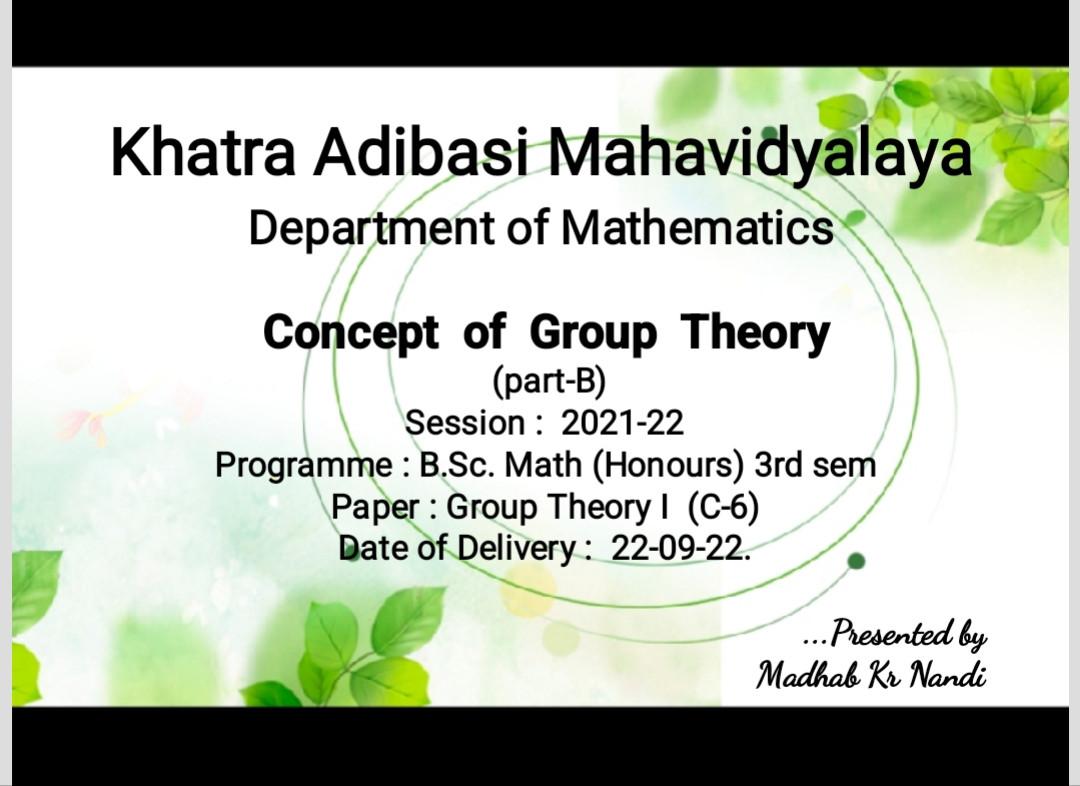 Khatra Adibasi Mahavidyalaya
Department of Mathematics
Concept of Group Theory
(part-B)
Session : 2021-22
Programme : B.Sc. Math (Honours) 3rd sem
Paper : Group Theory I (C-6)
Date of Delivery : 22-09-22.
...Presented by
Madhab Kr Nandi